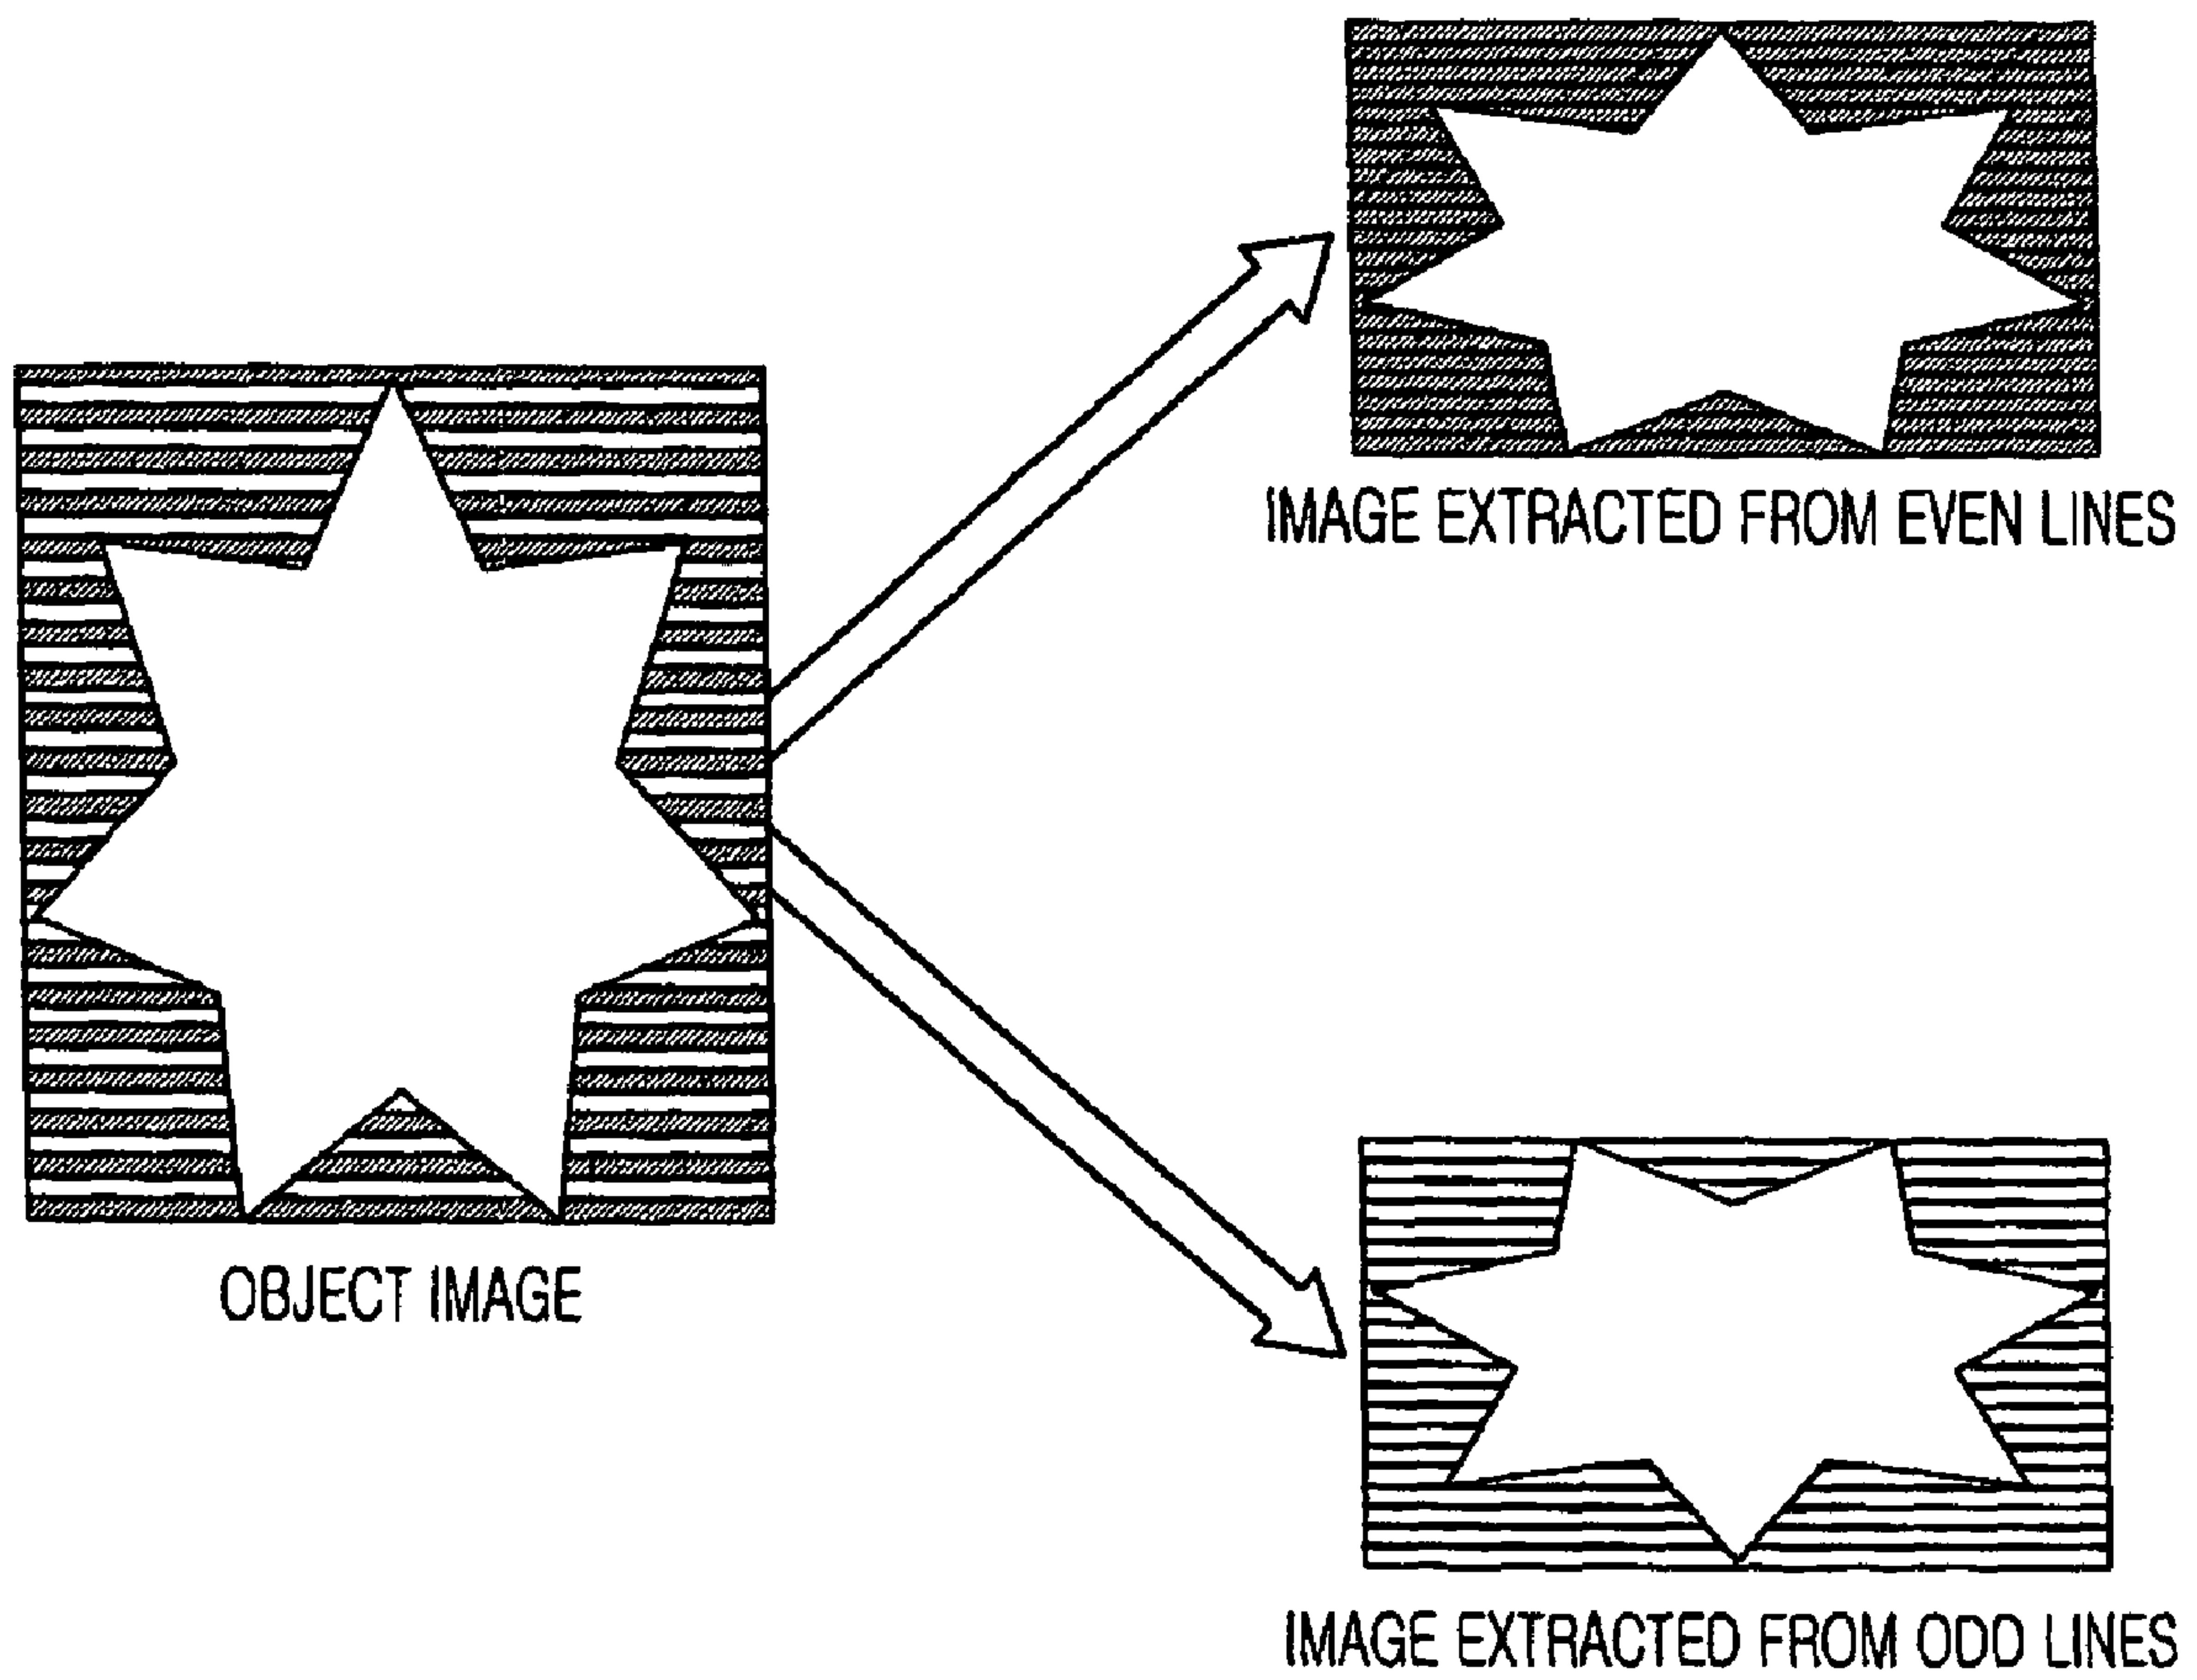 IMAGE EXTRACTED FROM EVEN LINES
OBJECT IMAGE
IMAGE EXTRACTED FROM ODD LINES